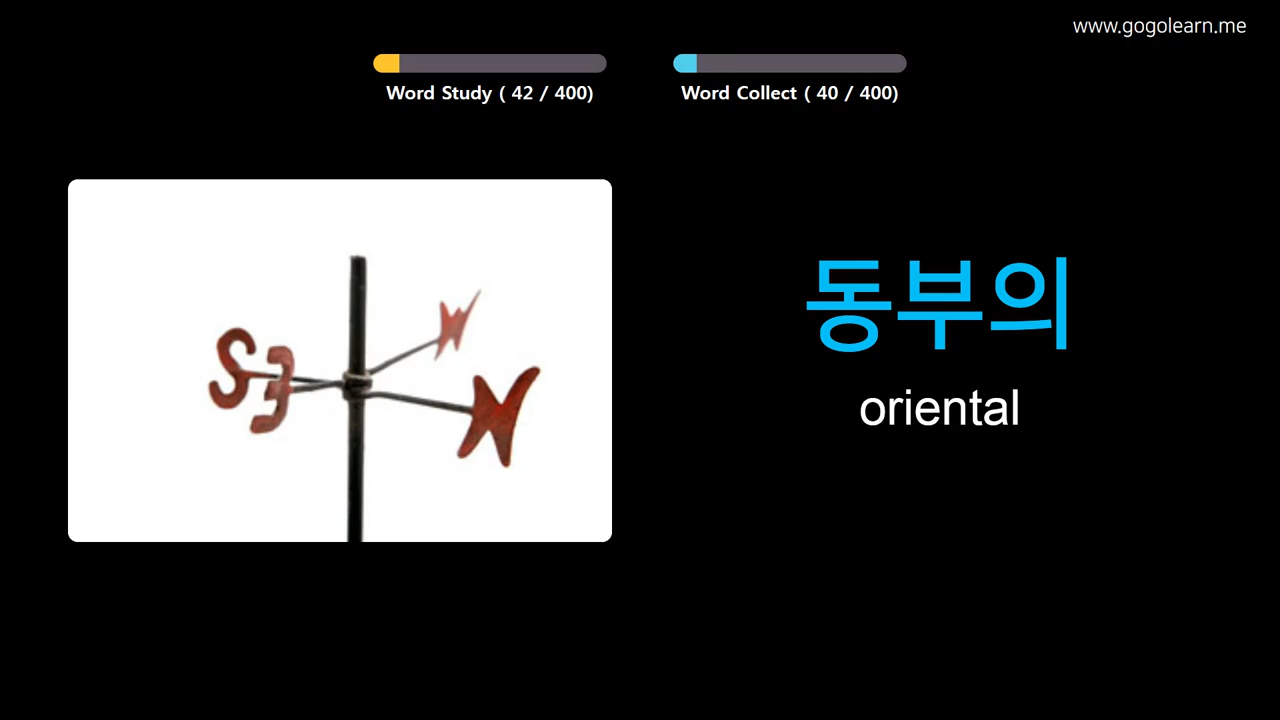 www.gogolearn.me
Word Study ( 42 / 400)
Word Collect ( 40 / 400)
동부의
oriental
S
E
W
N